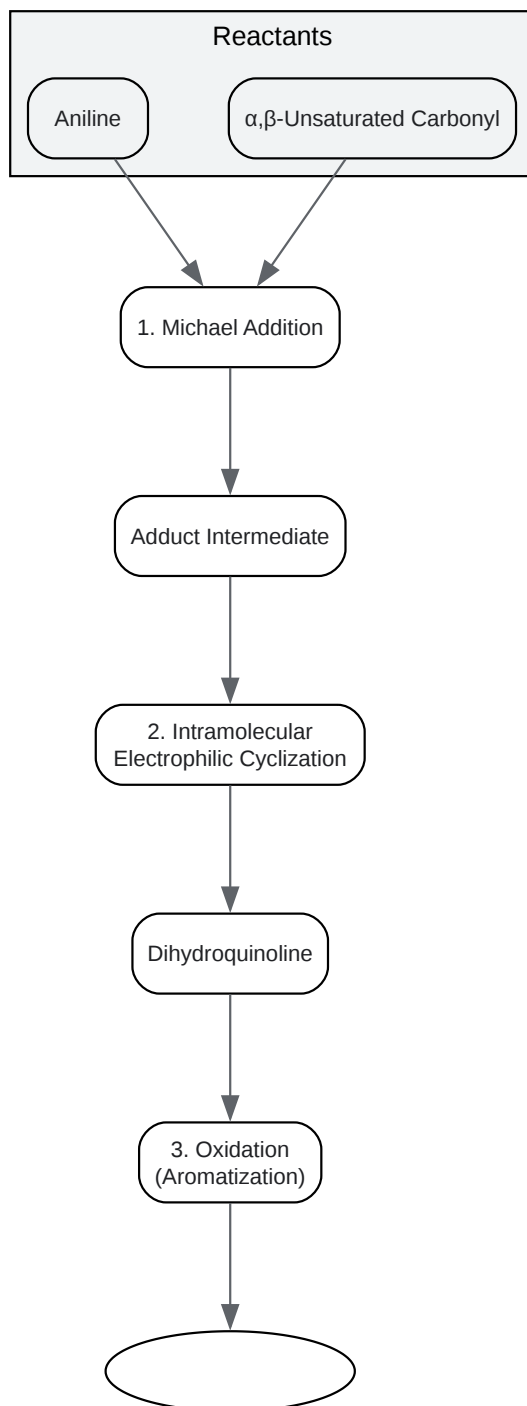 Reactants
Aniline
α,β-Unsaturated Carbonyl
1. Michael Addition
Adduct Intermediate
2. Intramolecular
Electrophilic Cyclization
Dihydroquinoline
3. Oxidation
(Aromatization)